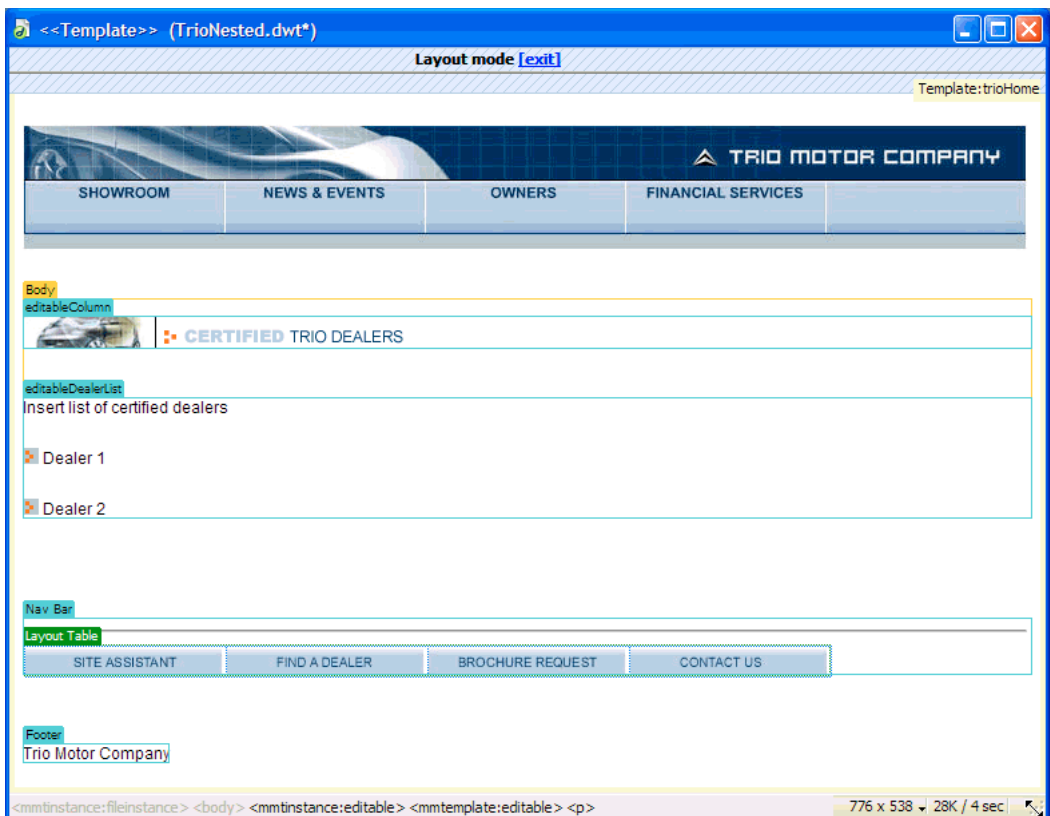 <<Template>> (TrioNested.dwt*)
Layout mode [exit]
Template:trioHome
TRIO MOTOR COMPANY
SHOWROOM NEWS & EVENTS OWNERS FINANCIAL SERVICES
Body
editableColumn
CERTIFIED TRIO DEALERS
editableDealerList
Insert list of certified dealers
Dealer 1
Dealer 2
Nav Bar
Layout Table
SITE ASSISTANT FIND A DEALER BROCHURE REQUEST CONTACT US
Footer
Trio Motor Company
<mmtinstance:fileinstance> <body> <mmtinstance:editable> <mmtemplate:editable> <p> 776 x 538 28K / 4 sec